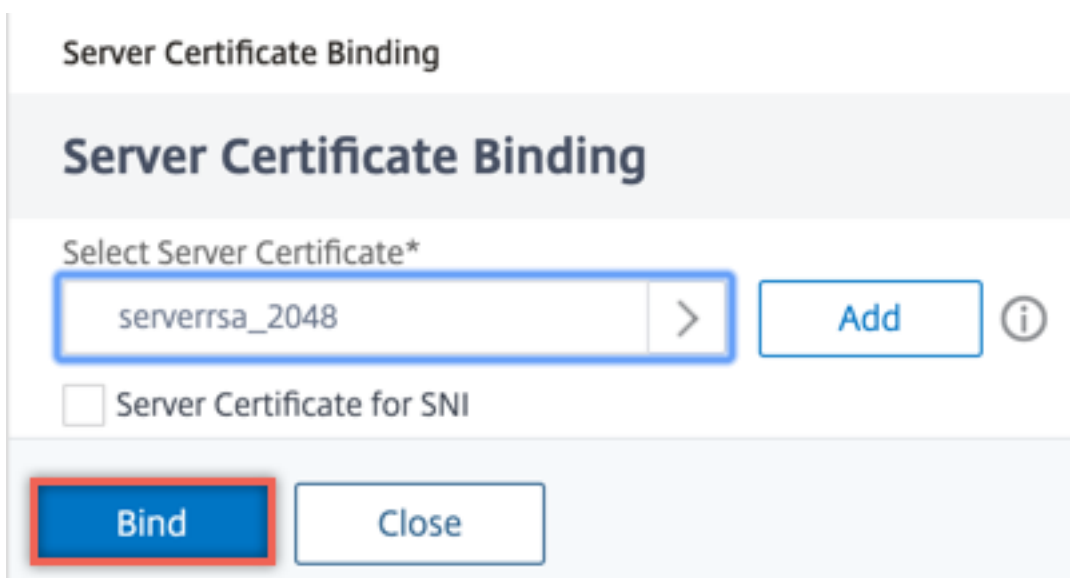 Server Certificate Binding
Server Certificate Binding
Select Server Certificate*
serverrsa_2048
Add
Server Certificate for SNI
Bind
Close